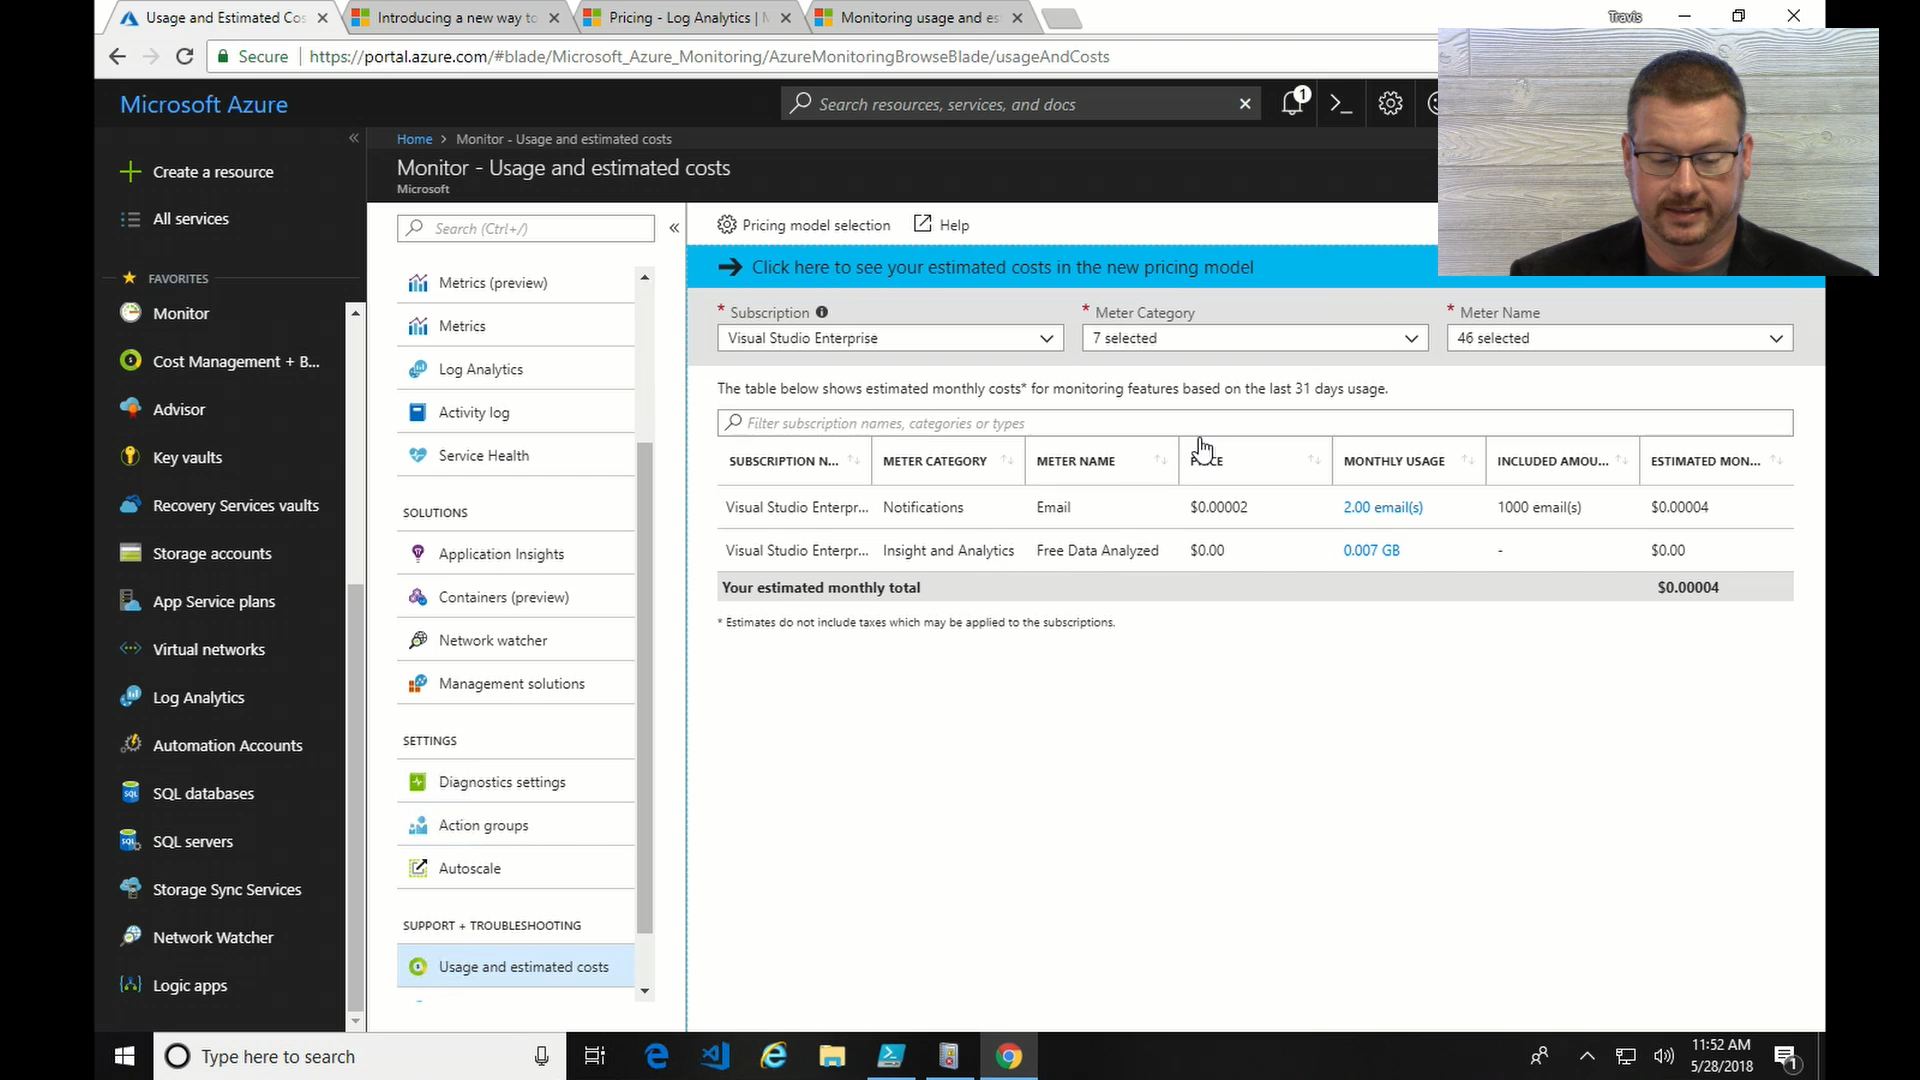 Usage and Estimated Cos
Introducing a new way to
Pricing - Log Analytics | M
Monitoring usage and es
Travis
Secure
https://portal.azure.com/#blade/Microsoft_Azure_Monitoring/AzureMonitoringBrowseBlade/usageAndCosts
Microsoft Azure
Search resources, services, and docs
1
Home > Monitor - Usage and estimated costs
Monitor - Usage and estimated costs
Microsoft
Create a resource
All services
FAVORITES
Monitor
Cost Management + B...
Advisor
Key vaults
Recovery Services vaults
Storage accounts
App Service plans
Virtual networks
Log Analytics
Automation Accounts
SQL databases
SQL servers
Storage Sync Services
Network Watcher
Logic apps
Search (Ctrl+/)
Metrics (preview)
Metrics
Log Analytics
Activity log
Service Health
SOLUTIONS
Application Insights
Containers (preview)
Network watcher
Management solutions
SETTINGS
Diagnostics settings
Action groups
Autoscale
SUPPORT + TROUBLESHOOTING
Usage and estimated costs
Pricing model selection
Help
Click here to see your estimated costs in the new pricing model
* Subscription
* Meter Category
* Meter Name
Visual Studio Enterprise
7 selected
46 selected
The table below shows estimated monthly costs* for monitoring features based on the last 31 days usage.
Filter subscription names, categories or types
SUBSCRIPTION N... METER CATEGORY METER NAME PRICE MONTHLY USAGE INCLUDED AMOU... ESTIMATED MON...
Visual Studio Enterpr... Notifications Email $0.00002 2.00 email(s) 1000 email(s) $0.00004
Visual Studio Enterpr... Insight and Analytics Free Data Analyzed $0.00 0.007 GB - $0.00
Your estimated monthly total $0.00004
* Estimates do not include taxes which may be applied to the subscriptions.
Type here to search
11:52 AM
5/28/2018
1